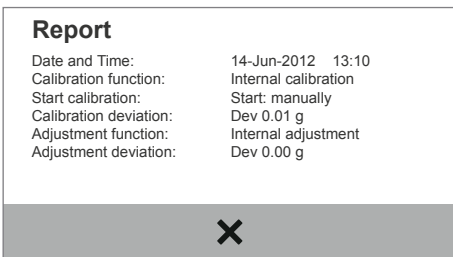 Report
Date and Time: 14-Jun-2012 13:10
Calibration function: Internal calibration
Start calibration: Start: manually
Calibration deviation: Dev 0.01 g
Adjustment function: Internal adjustment
Adjustment deviation: Dev 0.00 g